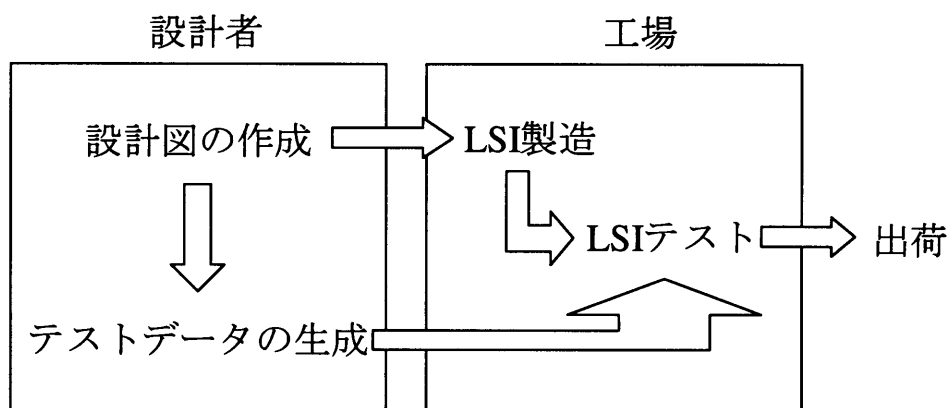 設計者
工場
設計図の作成
LSI製造
LSIテスト
出荷
テストデータの生成